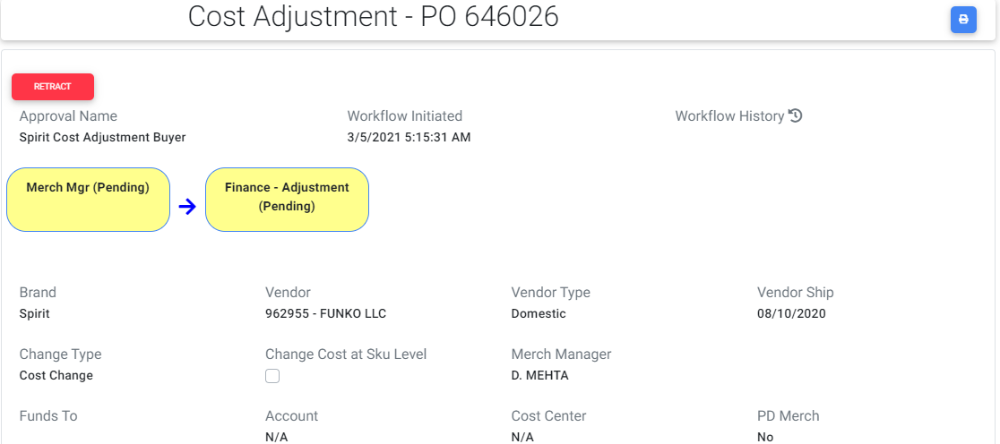 Cost Adjustment - PO 646026
RETRACT
Approval Name
Workflow Initiated
Workflow History
Spirit Cost Adjustment Buyer
3/5/2021 5:15:31 AM
Merch Mgr (Pending)
Finance - Adjustment
(Pending)
Brand
Vendor
Vendor Type
Vendor Ship
Spirit
962955 - FUNKO LLC
Domestic
08/10/2020
Change Type
Change Cost at Sku Level
Merch Manager
Cost Change
D. MEHTA
Funds To
Account
Cost Center
PD Merch
N/A
N/A
No